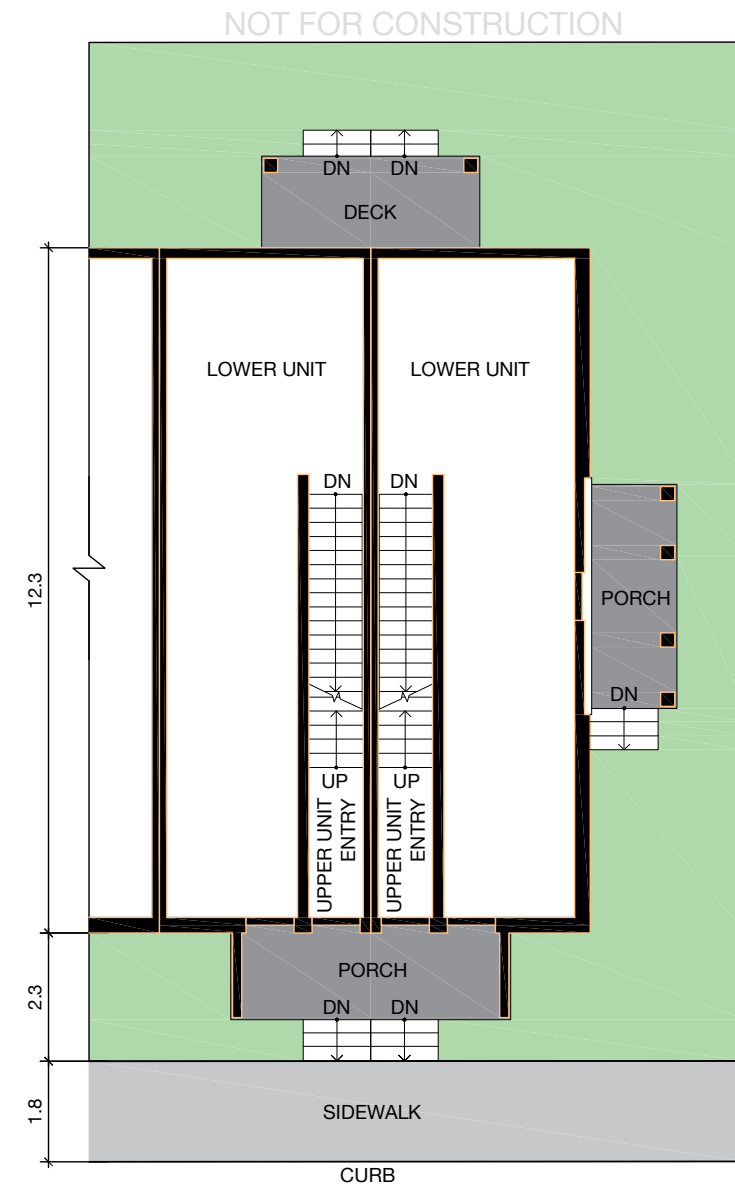 NOT FOR CONSTRUCTION
DN DN
DECK
LOWER UNIT LOWER UNIT
DN DN
12.3
PORCH
DN
UP UP
UPPER UNIT
ENTRY
UPPER UNIT
ENTRY
PORCH
2.3
DN DN
1.8
SIDEWALK
CURB